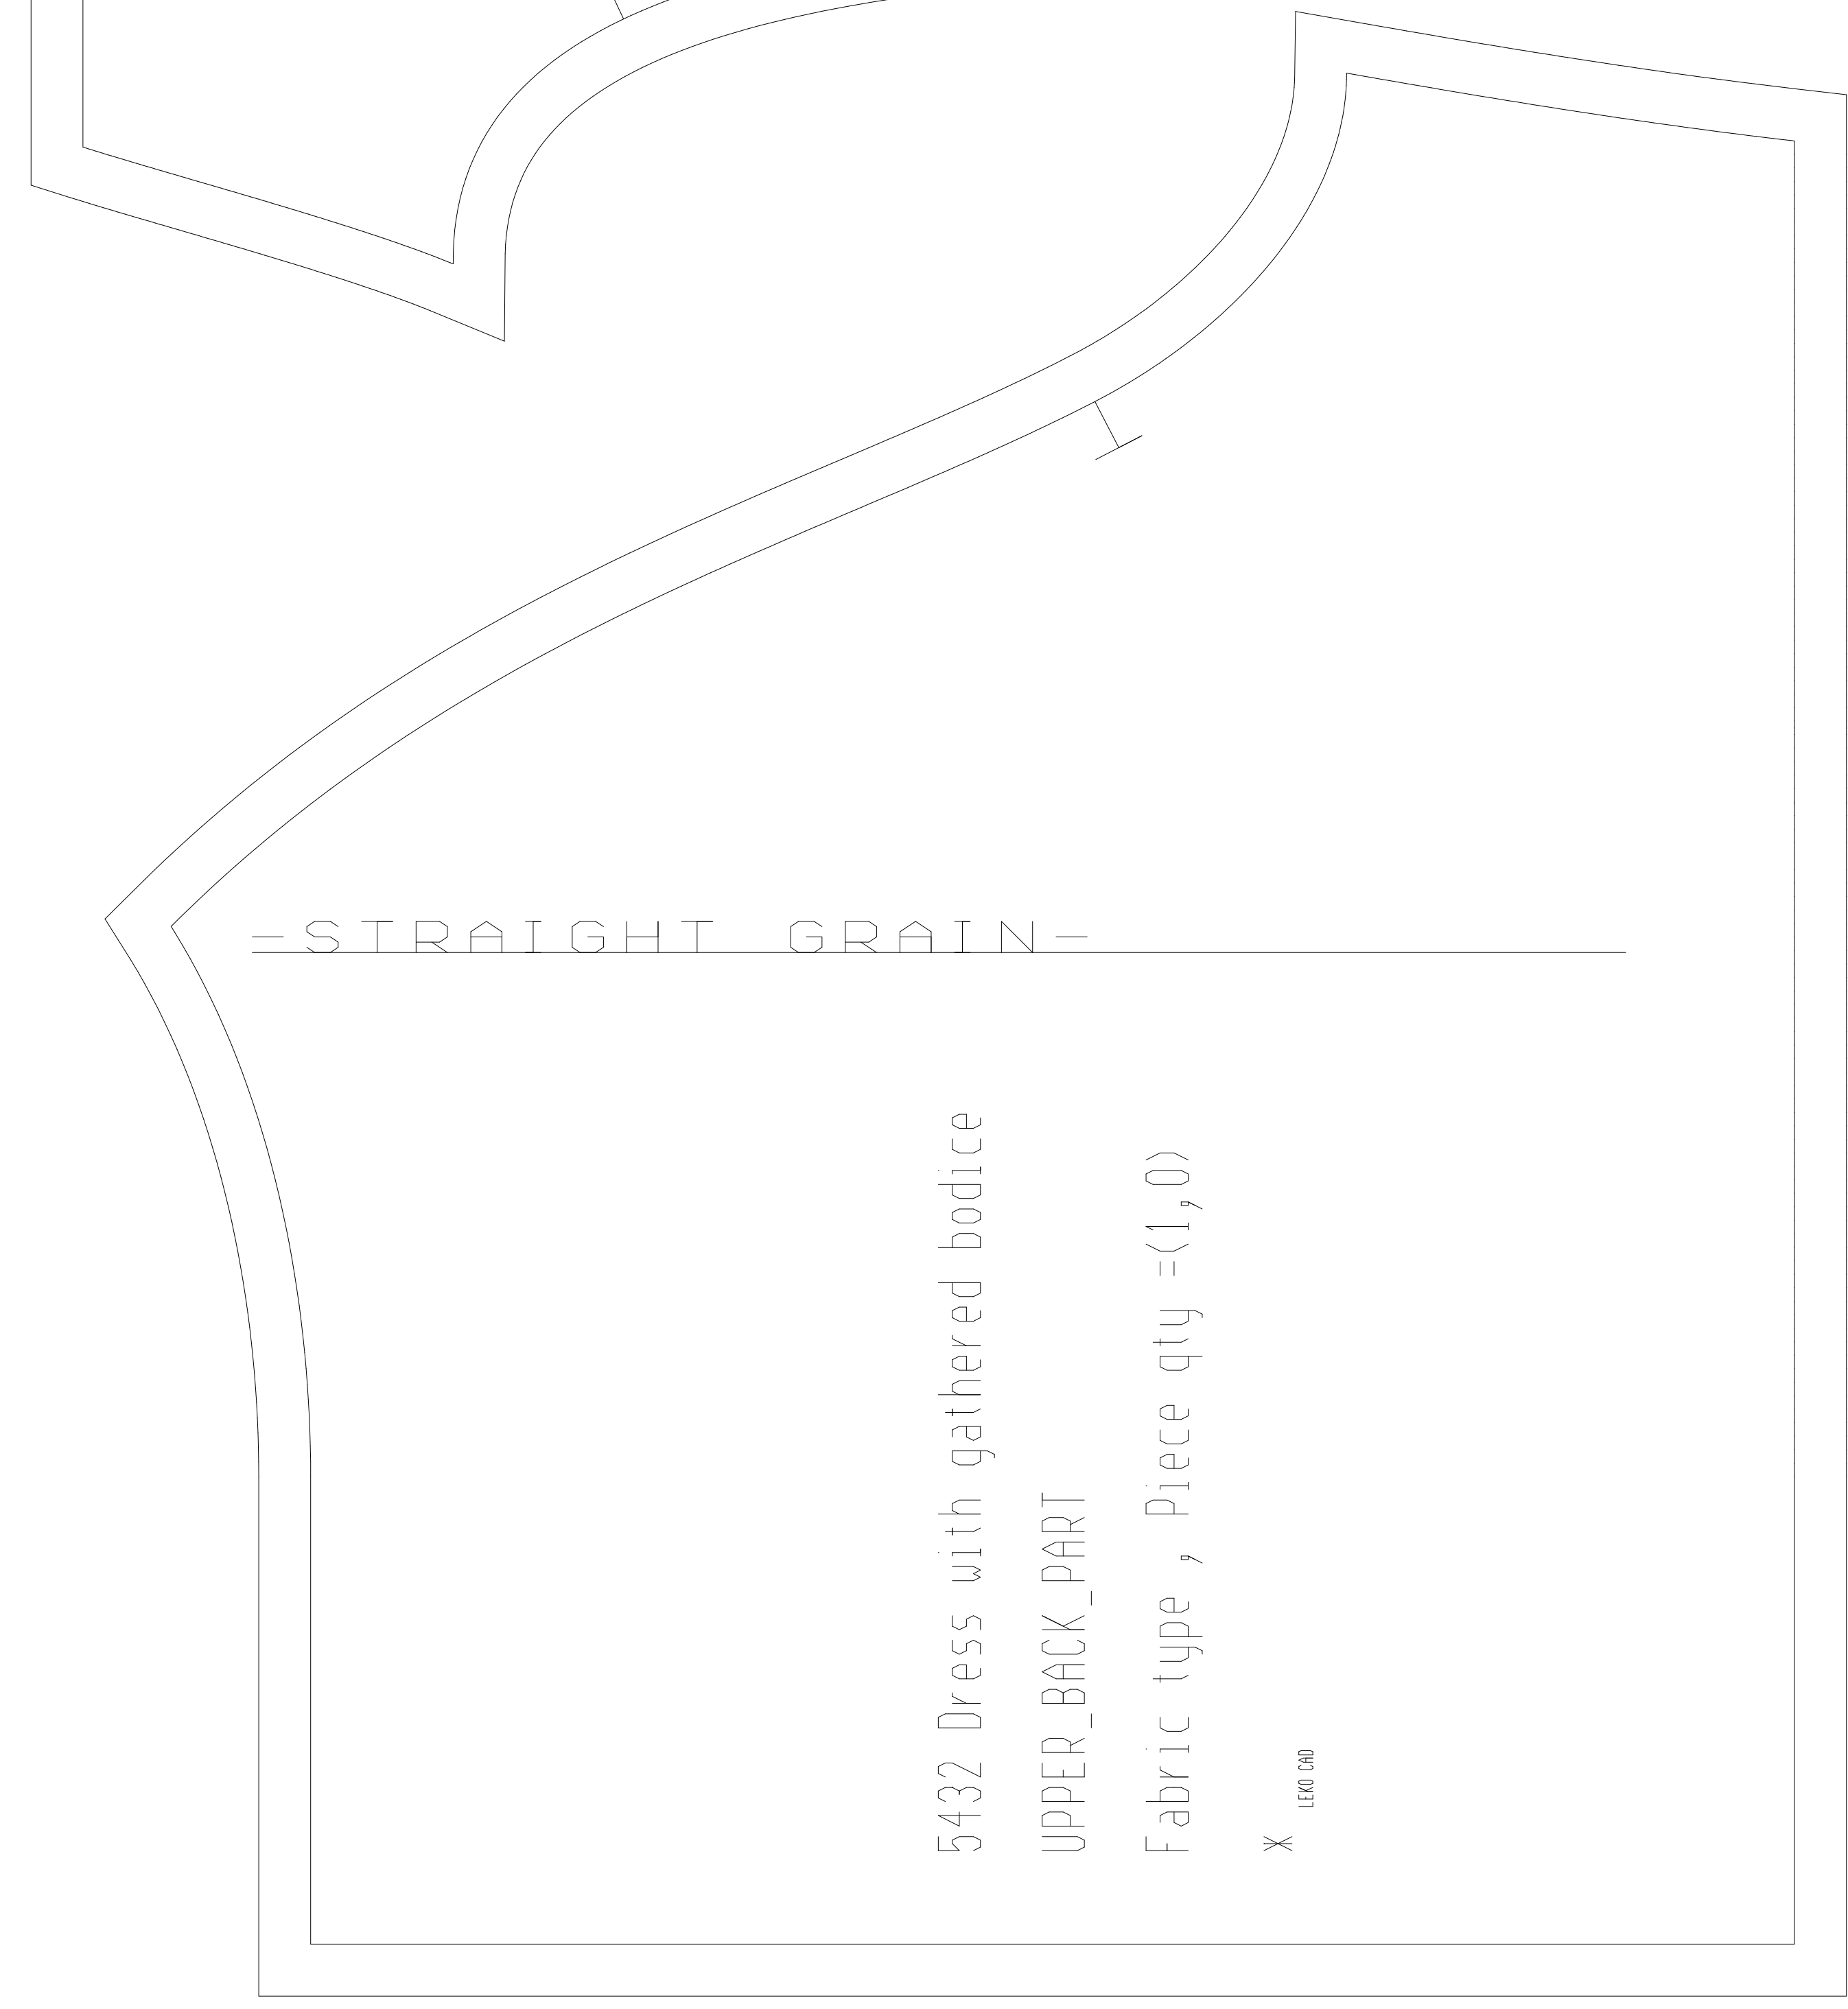 -STRAIGHT GRAIN-
5432 Dress with gathered bodice
UPPER_BACK_PART
Fabric type , Piece qty =(1,0)
X
LEKO CAD